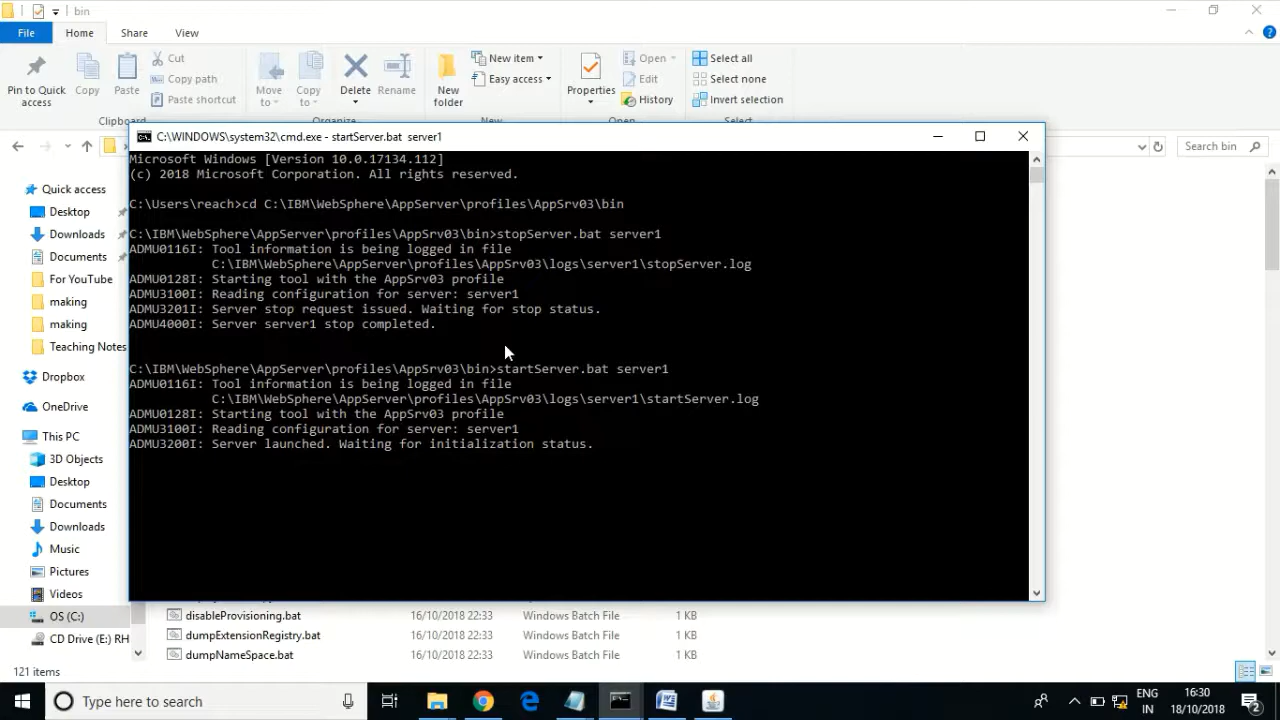 bin
File
Home
Share
View
Pin to Quick access
Copy
Paste
Cut
Copy path
Paste shortcut
Move to
Copy to
Delete
Rename
New folder
New item
Easy access
Properties
Open
Edit
History
Select all
Select none
Invert selection
Clipboard
Organize
New
Open
Select
Search bin
C:\WINDOWS\system32\cmd.exe - startServer.bat  server1
Microsoft Windows [Version 10.0.17134.112]
(c) 2018 Microsoft Corporation. All rights reserved.
C:\Users\reach>cd C:\IBM\WebSphere\AppServer\profiles\AppSrv03\bin
C:\IBM\WebSphere\AppServer\profiles\AppSrv03\bin>stopServer.bat server1
ADMU0116I: Tool information is being logged in file
C:\IBM\WebSphere\AppServer\profiles\AppSrv03\logs\server1\stopServer.log
ADMU0128I: Starting tool with the AppSrv03 profile
ADMU3100I: Reading configuration for server: server1
ADMU3201I: Server stop request issued. Waiting for stop status.
ADMU4000I: Server server1 stop completed.
C:\IBM\WebSphere\AppServer\profiles\AppSrv03\bin>startServer.bat server1
ADMU0116I: Tool information is being logged in file
C:\IBM\WebSphere\AppServer\profiles\AppSrv03\logs\server1\startServer.log
ADMU0128I: Starting tool with the AppSrv03 profile
ADMU3100I: Reading configuration for server: server1
ADMU3200I: Server launched. Waiting for initialization status.
Quick access
Desktop
Downloads
Documents
For YouTube
making
making
Teaching Notes
Dropbox
OneDrive
This PC
3D Objects
Desktop
Documents
Downloads
Music
Pictures
Videos
OS (C:)
CD Drive (E:) RH
disableProvisioning.bat 16/10/2018 22:33 Windows Batch File 1 KB
dumpExtensionRegistry.bat 16/10/2018 22:33 Windows Batch File 1 KB
dumpNameSpace.bat 16/10/2018 22:33 Windows Batch File 1 KB
121 items
Type here to search
ENG
IN
16:30
18/10/2018
2